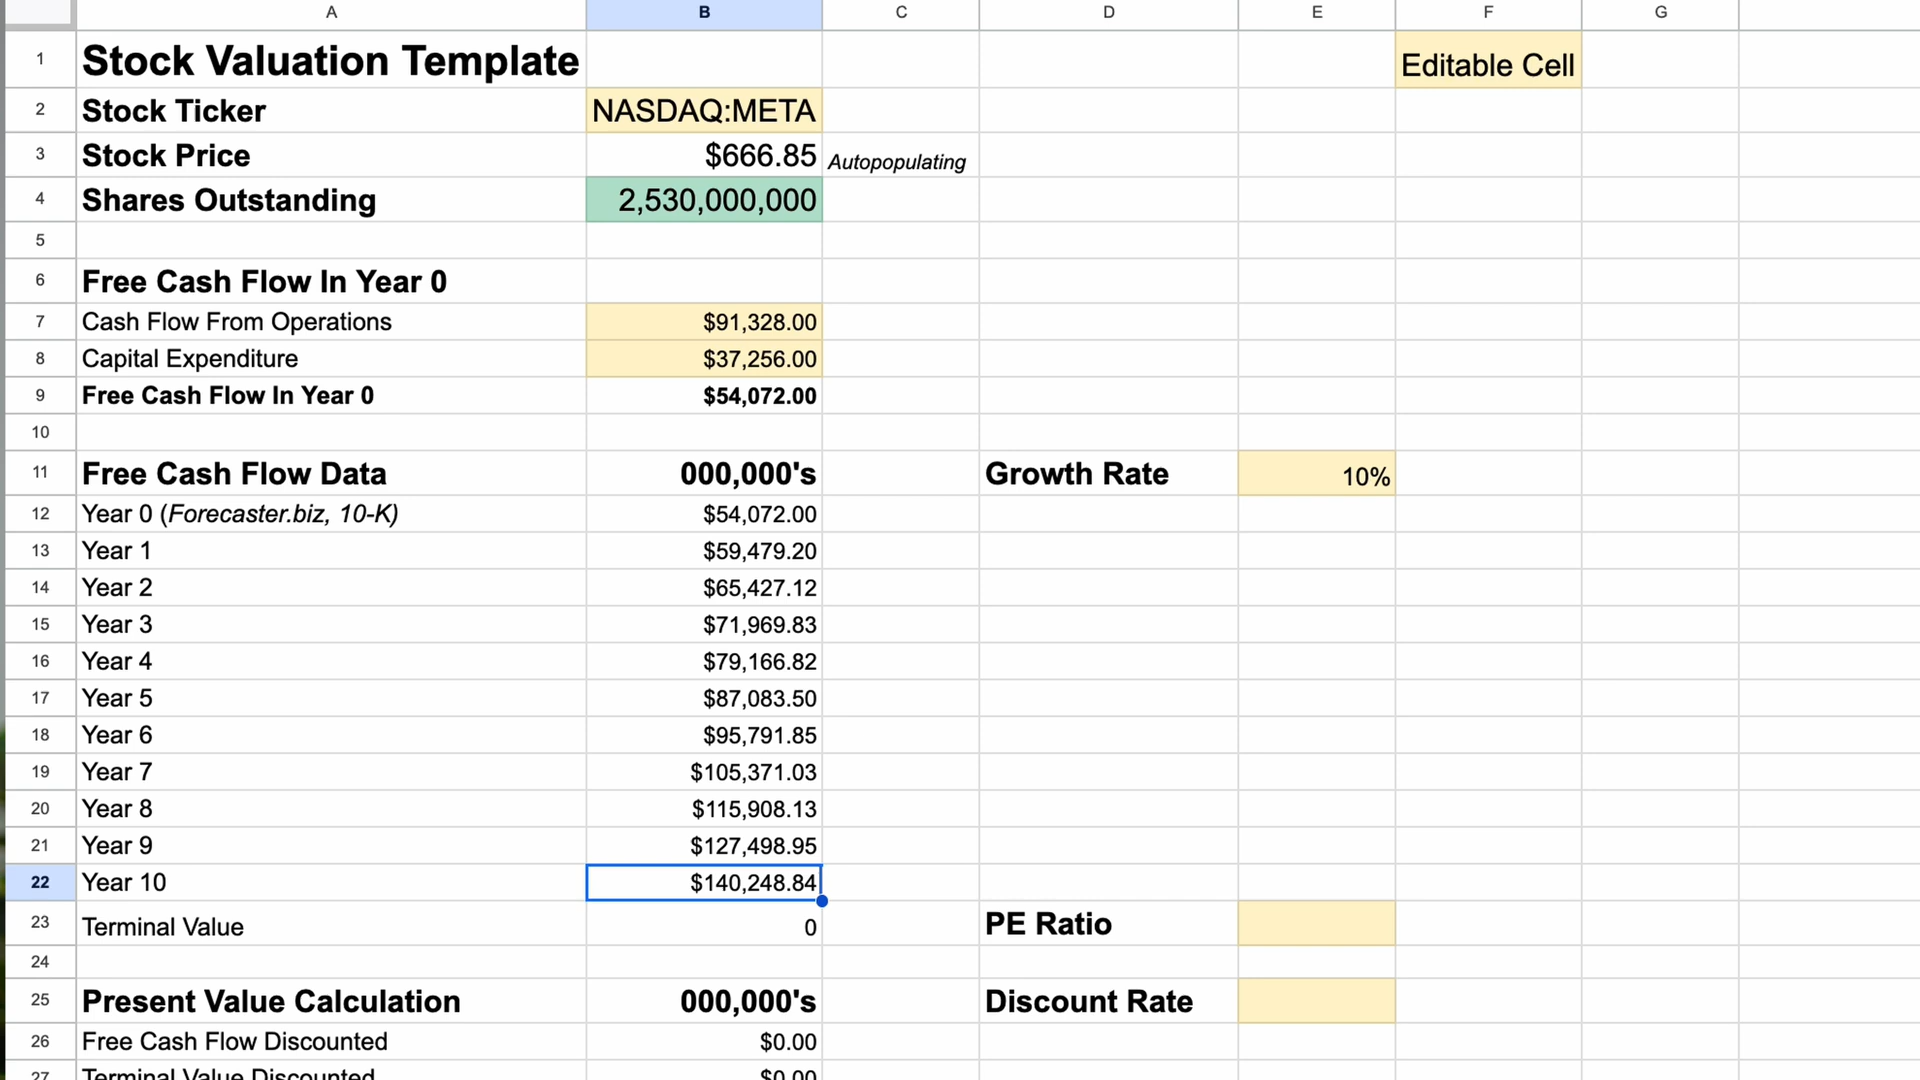 A B C D E F G
1 Stock Valuation Template Editable Cell
2 Stock Ticker NASDAQ:META
3 Stock Price $666.85 Autopopulating
4 Shares Outstanding 2,530,000,000
5
6 Free Cash Flow In Year 0
7 Cash Flow From Operations $91,328.00
8 Capital Expenditure $37,256.00
9 Free Cash Flow In Year 0 $54,072.00
10
11 Free Cash Flow Data 000,000's Growth Rate 10%
12 Year 0 (Forecaster.biz, 10-K) $54,072.00
13 Year 1 $59,479.20
14 Year 2 $65,427.12
15 Year 3 $71,969.83
16 Year 4 $79,166.82
17 Year 5 $87,083.50
18 Year 6 $95,791.85
19 Year 7 $105,371.03
20 Year 8 $115,908.13
21 Year 9 $127,498.95
22 Year 10 $140,248.84
23 Terminal Value 0 PE Ratio
24
25 Present Value Calculation 000,000's Discount Rate
26 Free Cash Flow Discounted $0.00
27 Terminal Value Discounted $0.00